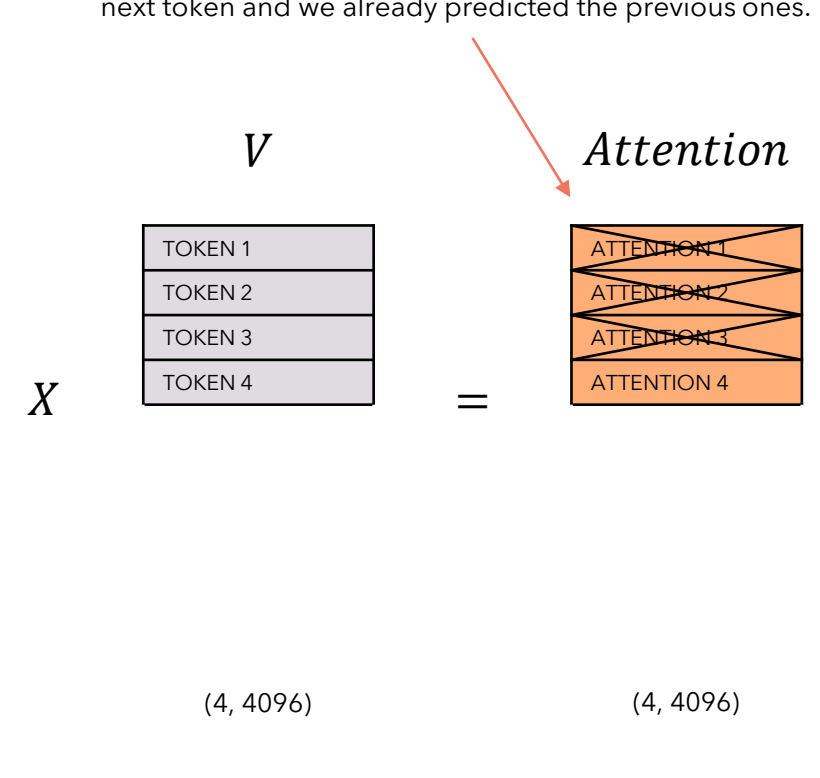 next token and we already predicted the previous ones.
V
Attention
TOKEN 1
TOKEN 2
TOKEN 3
TOKEN 4
X
=
ATTENTION 1
ATTENTION 2
ATTENTION 3
ATTENTION 4
(4, 4096)
(4, 4096)